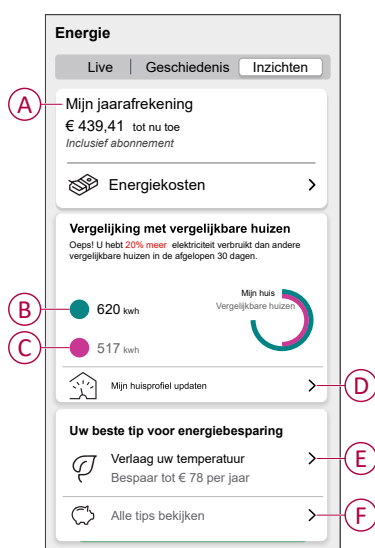 Energie
Live Geschiedenis Inzichten
A
Mijn jaarafrekening
€ 439,41 tot nu toe
Inclusief abonnement
Energiekosten
Vergelijking met vergelijkbare huizen
Oeps! U hebt 20% meer elektriciteit verbruikt dan andere
vergelijkbare huizen in de afgelopen 30 dagen.
Mijn huis
Vergelijkbare huizen
B
620 kwh
C
517 kwh
Mijn huisprofiel updaten
D
Uw beste tip voor energiebesparing
Verlaag uw temperatuur
E
Bespaar tot € 78 per jaar
Alle tips bekijken
F